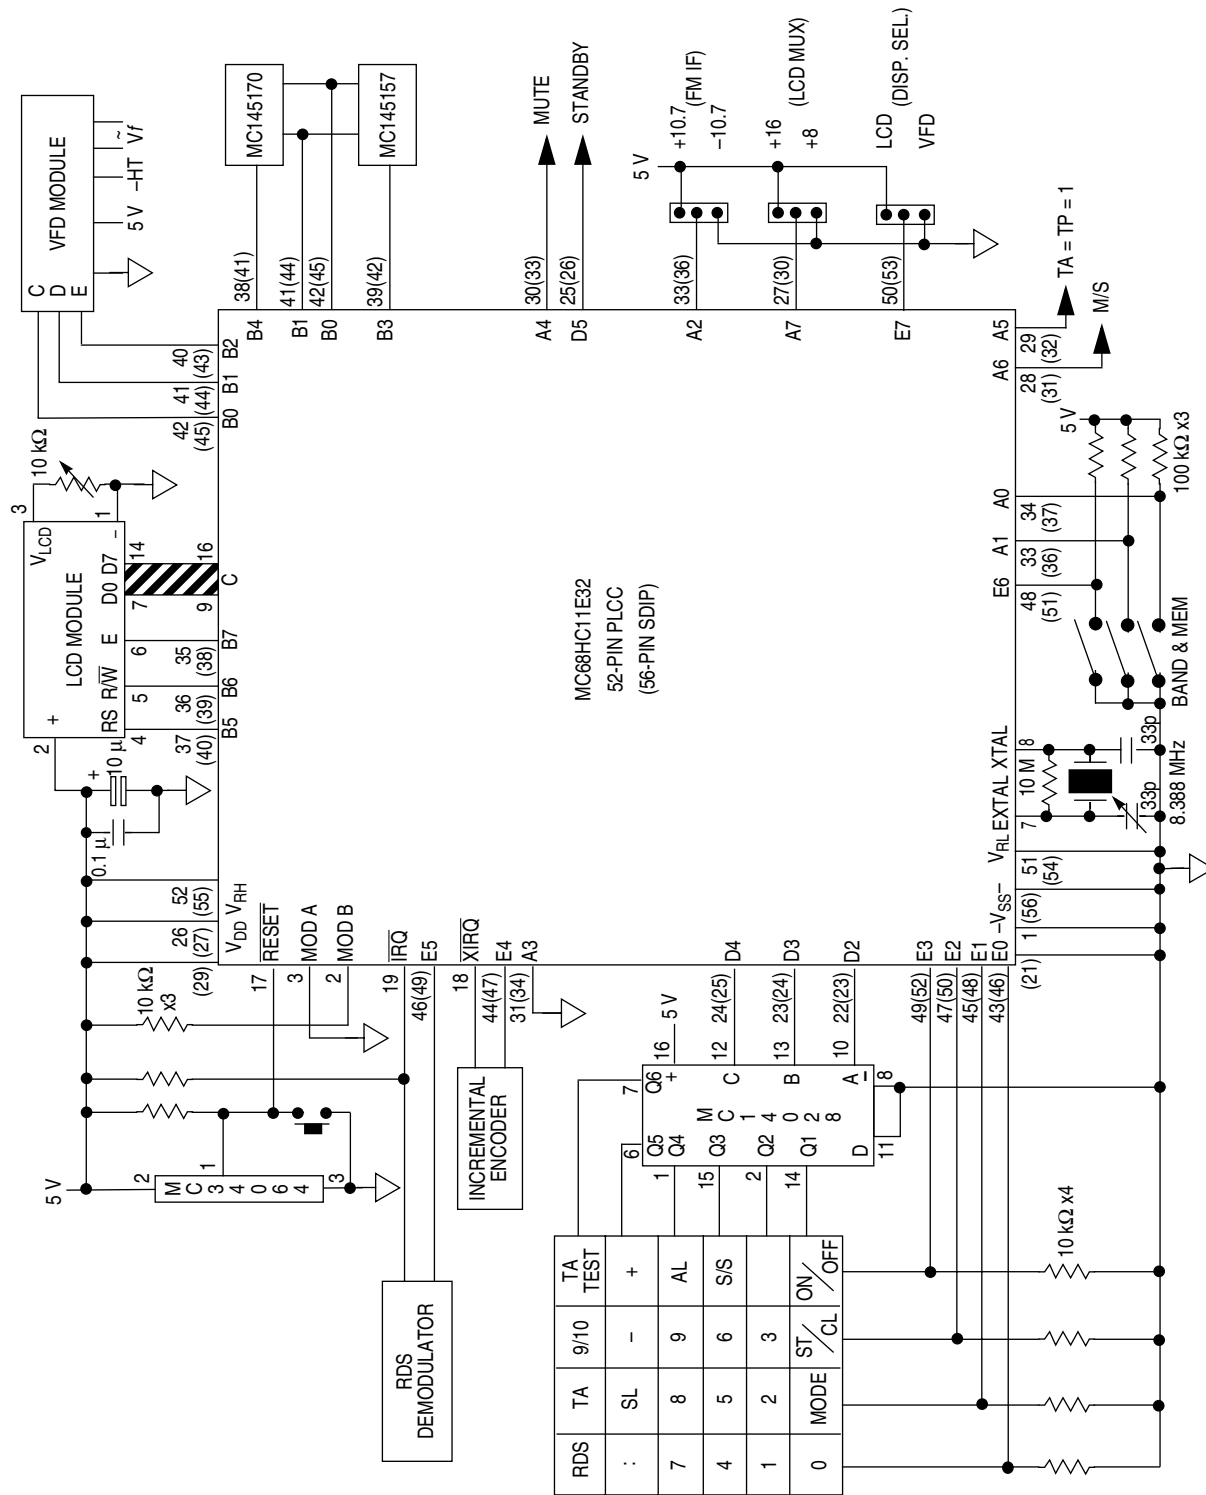 VFD MODULE
C
D
E
5 V
–HT
Vf
~
LCD MODULE
VLCD
3
10 kΩ
+
2
RS
R/W
E
D0
D7
-
1
4
5
6
7
14
37
(40)
36
(39)
35
(38)
9
16
B5
B6
B7
C
42
(45)
41
(44)
40
(43)
B0
B1
B2
MC145170
MC145157
38(41)
41(44)
42(45)
39(42)
B4
B1
B0
B3
+
10 µ
0.1 µ
30(33)
25(26)
A4
D5
MUTE
STANDBY
5 V
+10.7
(FM IF)
–10.7
+16
(LCD MUX)
+8
LCD
(DISP. SEL.)
VFD
33(36)
27(30)
50(53)
A2
A7
E7
MC68HC11E32
52-PIN PLCC
(56-PIN SDIP)
(29)
26
(27)
52
(55)
VDD
VRH
17
3
2
19
46(49)
18
44(47)
31(34)
RESET
MOD A
MOD B
IRQ
E5
XIRQ
E4
A3
5 V
10 kΩ
x3
2
MC34064
1
3
RDS
DEMODULATOR
INCREMENTAL
ENCODER
24(25)
23(24)
22(23)
D4
D3
D2
49(52)
47(50)
45(48)
43(46)
E3
E2
E1
E0
5 V
16
12
13
10
7
6
1
15
2
14
11
8
Q6
Q5
Q4
Q3
Q2
Q1
+
C
B
A
–
D
MC14028
RDS
TA
9/10
TA
TEST
:
SL
–
+
7
8
9
AL
4
5
6
S/S
1
2
3
0
MODE
ST/CL
ON/OFF
10 kΩ x4
(21)
1
(56)
–VSS–
51
(54)
VRL
7
EXTAL
XTAL
8
10 M
33p
33p
8.388 MHz
BAND & MEM
48
(51)
33
(36)
34
(37)
E6
A1
A0
5 V
100 kΩ x3
28
(31)
29
(32)
A6
A5
TA = TP = 1
M/S